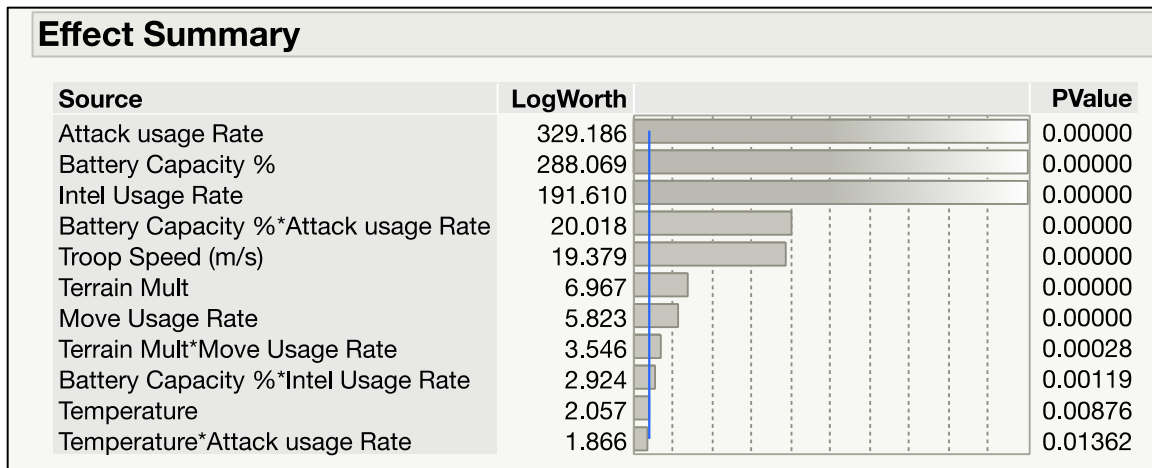 Effect Summary
Source LogWorth PValue
Attack usage Rate 329.186 0.00000
Battery Capacity % 288.069 0.00000
Intel Usage Rate 191.610 0.00000
Battery Capacity %*Attack usage Rate 20.018 0.00000
Troop Speed (m/s) 19.379 0.00000
Terrain Mult 6.967 0.00000
Move Usage Rate 5.823 0.00000
Terrain Mult*Move Usage Rate 3.546 0.00028
Battery Capacity %*Intel Usage Rate 2.924 0.00119
Temperature 2.057 0.00876
Temperature*Attack usage Rate 1.866 0.01362